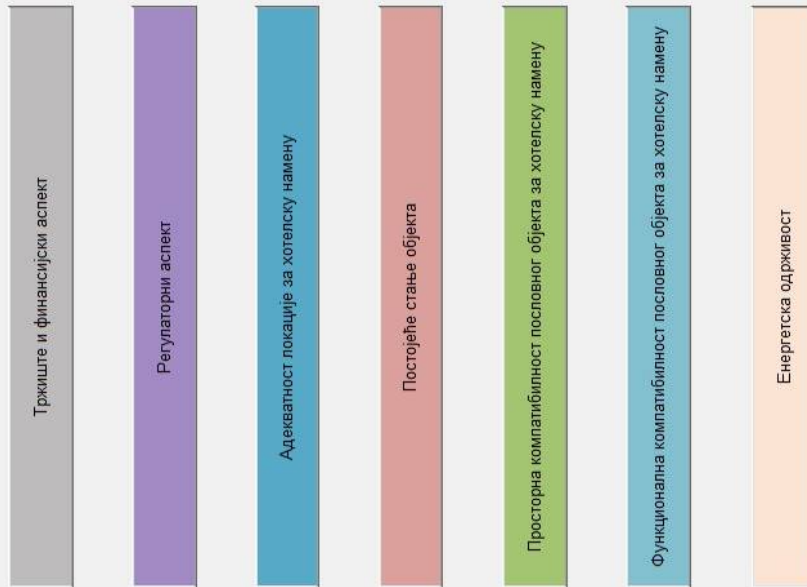 Тржиште и финансијски аспект
Регулаторни аспект
Адекватност локације за хотелску намену
Постојеће стање објекта
Просторна компатибилност пословног објекта за хотелску намену
Функционална компатибилност пословног објекта за хотелску намену
Енергетска одрживост